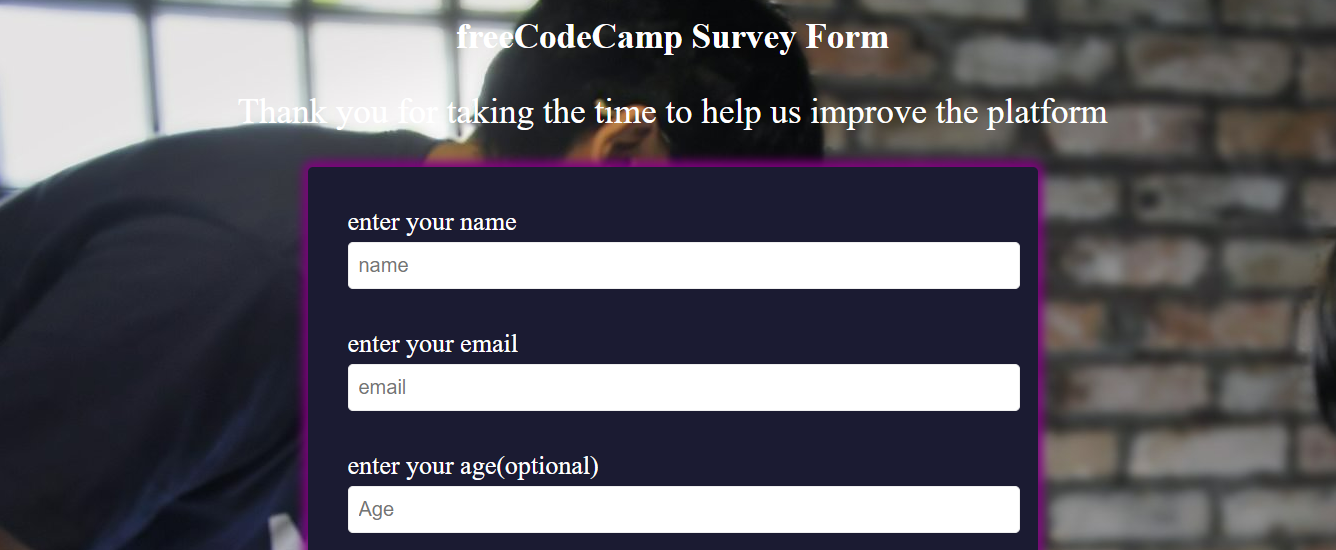 freeCodeCamp Survey Form
Thank you for taking the time to help us improve the platform
enter your name
name
enter your email
email
enter your age(optional)
Age